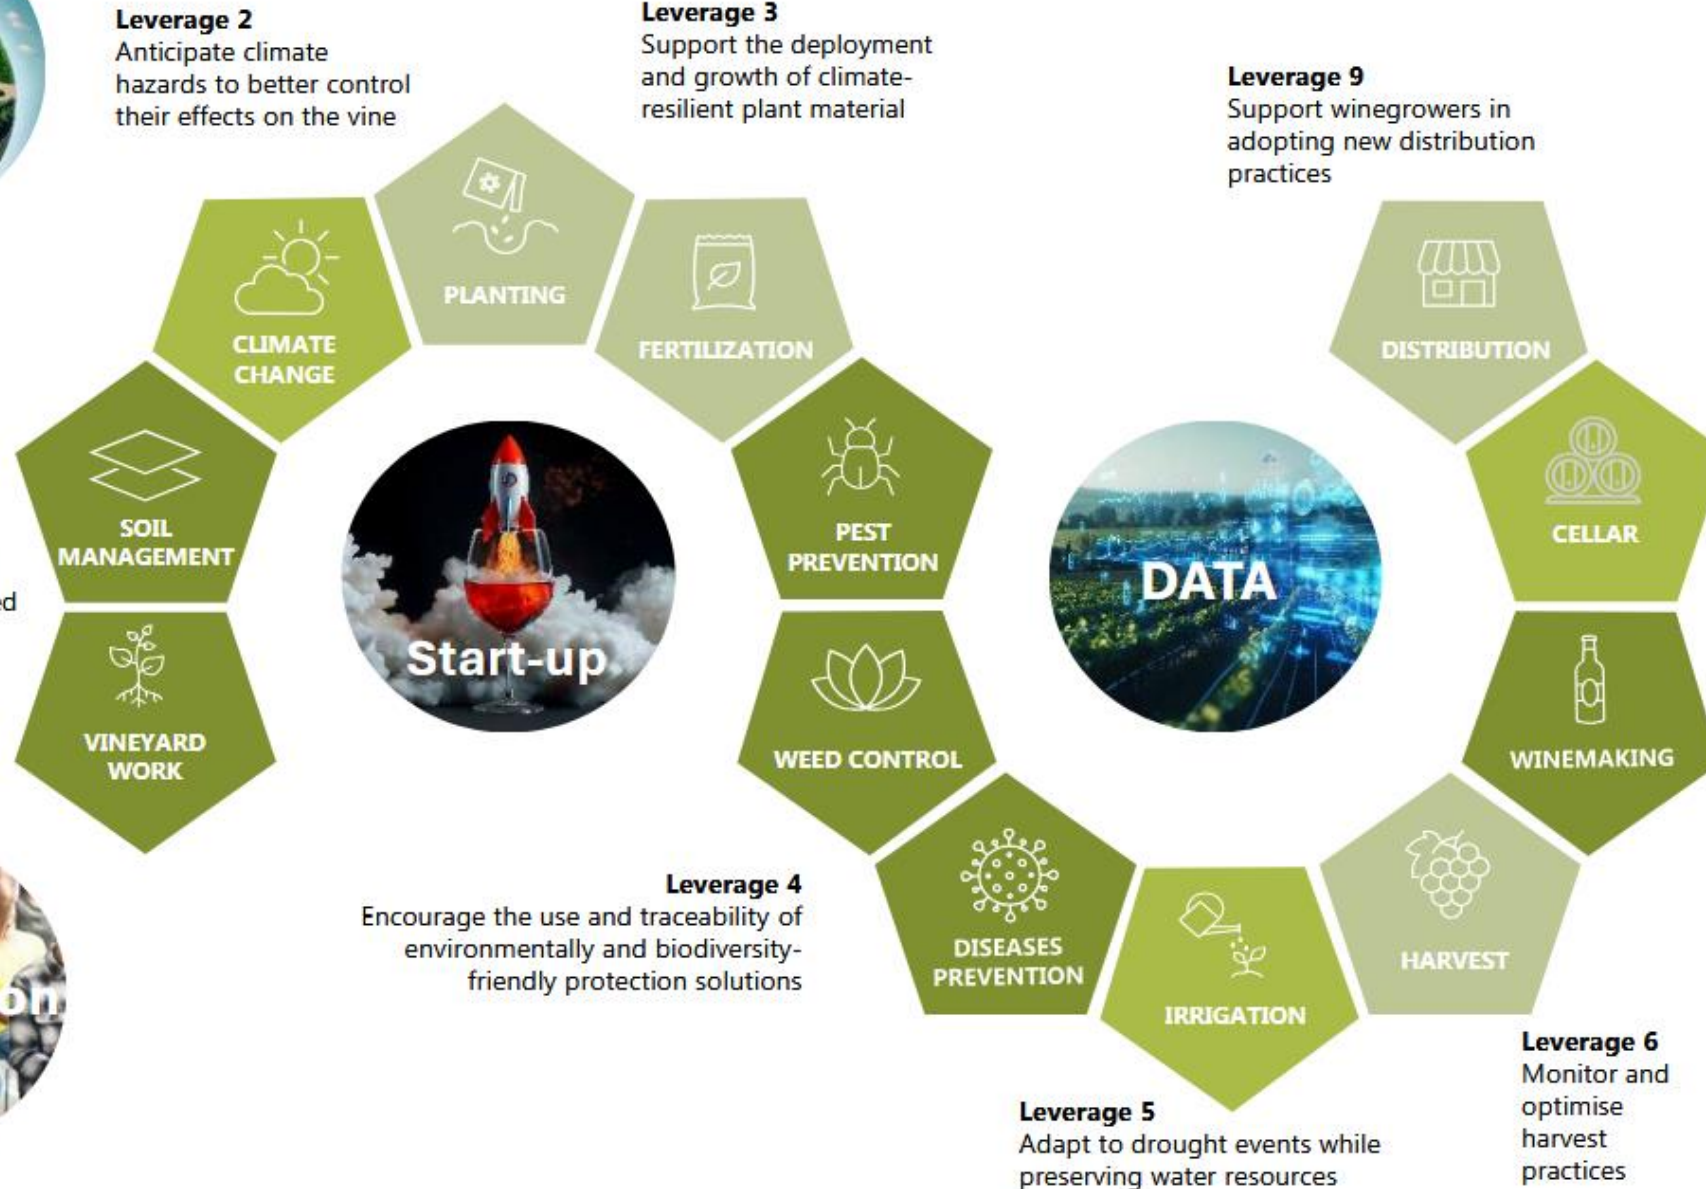 Leverage 2
Anticipate climate
hazards to better control
their effects on the vine
Leverage 3
Support the deployment
and growth of climate-
resilient plant material
Leverage 9
Support winegrowers in
adopting new distribution
practices
PLANTING
CLIMATE
CHANGE
FERTILIZATION
DISTRIBUTION
SOIL
MANAGEMENT
PEST
PREVENTION
CELLAR
DATA
Start-up
VINEYARD
WORK
WEED CONTROL
WINEMAKING
Leverage 4
Encourage the use and traceability of
environmentally and biodiversity-
friendly protection solutions
DISEASES
PREVENTION
IRRIGATION
HARVEST
Leverage 5
Adapt to drought events while
preserving water resources
Leverage 6
Monitor and
optimise
harvest
practices